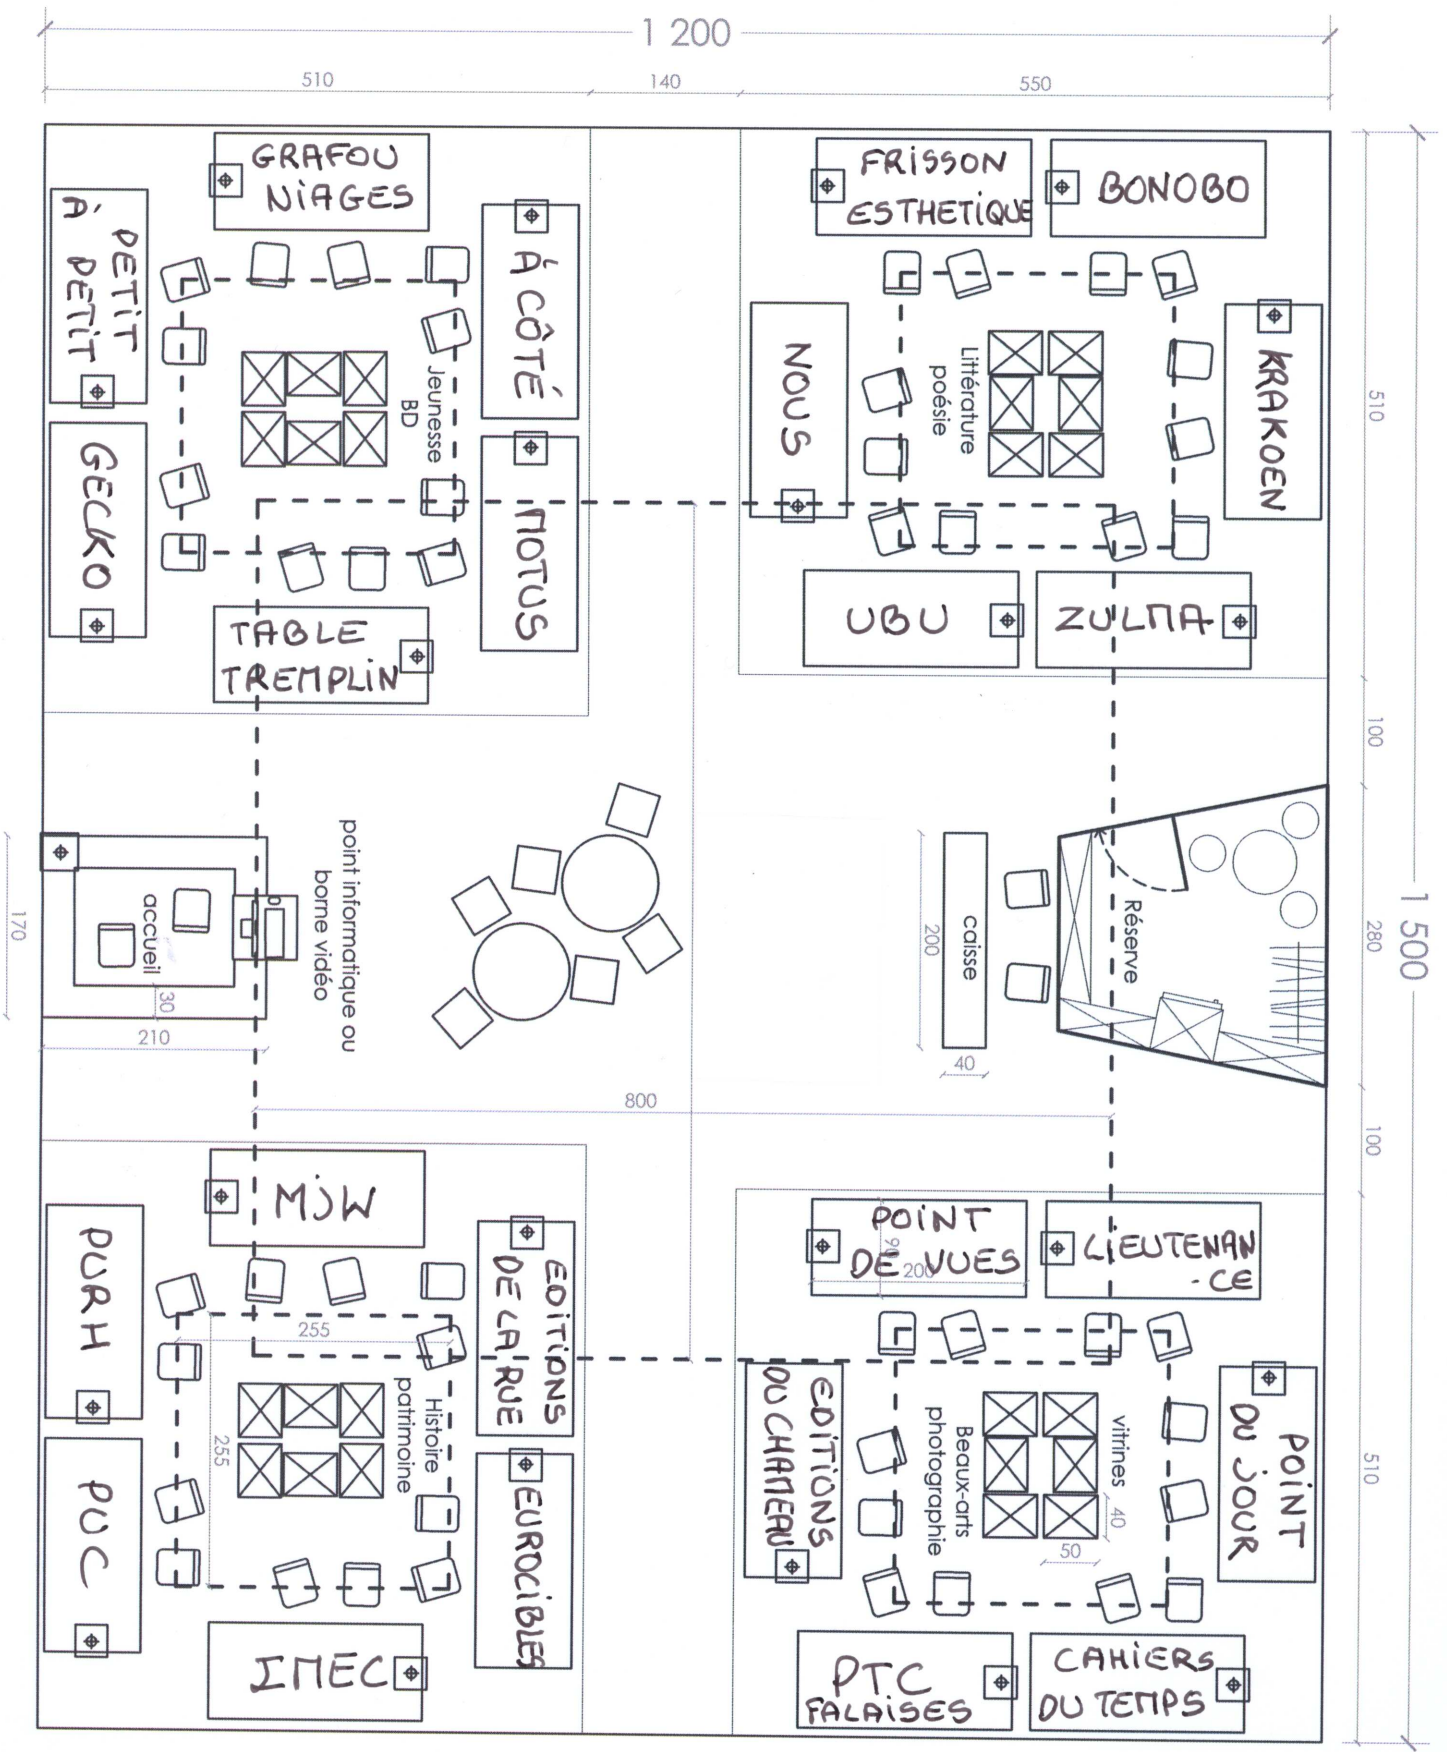 1 200
510
140
550
GRAFOU
NIAGES
FRISSON
ESTHETIQUE
BONOBO
À PETIT
PETIT
À CÔTÉ
NOUS
KRAKOEN
Littérature
poésie
Jeunesse
BD
510
GECKO
MOTUS
TABLE
TREMPLIN
UBU
ZULMA
100
point informatique ou
borne vidéo
accueil
30
170
210
caisse
200
40
Réserve
280
1 500
800
100
MJW
PURH
EDITIONS
DE LA RUE
POINT
DE VUES
90
200
LIEUTENAN
-CE
255
255
Histoire
patrimoine
EDITIONS
DU CHAMEAU
Beaux-arts
photographie
vitrines
40
50
POINT
DU JOUR
510
PUC
EUROCIBLES
IMEC
PTC
FALAISES
CAHIERS
DU TEMPS